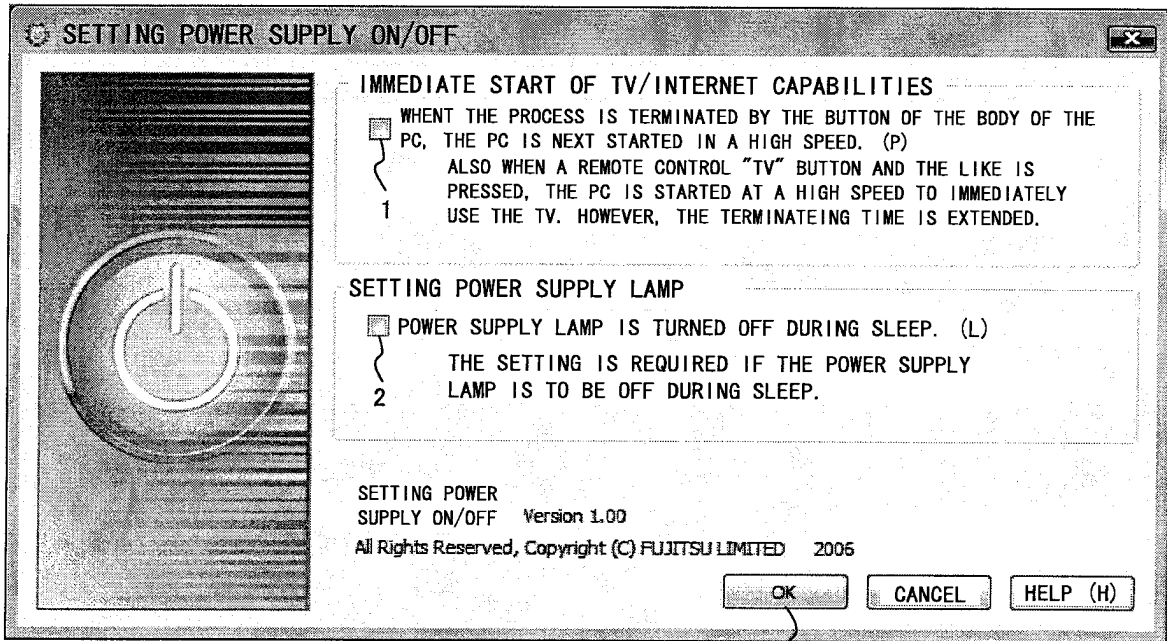 SETTING POWER SUPPLY ON/OFF
IMMEDIATE START OF TV/INTERNET CAPABILITIES
WHENT THE PROCESS IS TERMINATED BY THE BUTTON OF THE BODY OF THE
PC, THE PC IS NEXT STARTED IN A HIGH SPEED. (P)
ALSO WHEN A REMOTE CONTROL "TV" BUTTON AND THE LIKE IS
PRESSED, THE PC IS STARTED AT A HIGH SPEED TO IMMEDIATELY
1 USE THE TV. HOWEVER, THE TERMINATEING TIME IS EXTENDED.
SETTING POWER SUPPLY LAMP
POWER SUPPLY LAMP IS TURNED OFF DURING SLEEP. (L)
THE SETTING IS REQUIRED IF THE POWER SUPPLY
2 LAMP IS TO BE OFF DURING SLEEP.
SETTING POWER
SUPPLY ON/OFF Version 1.00
All Rights Reserved, Copyright (C) FUJITSU LIMITED 2006
OK CANCEL HELP (H)